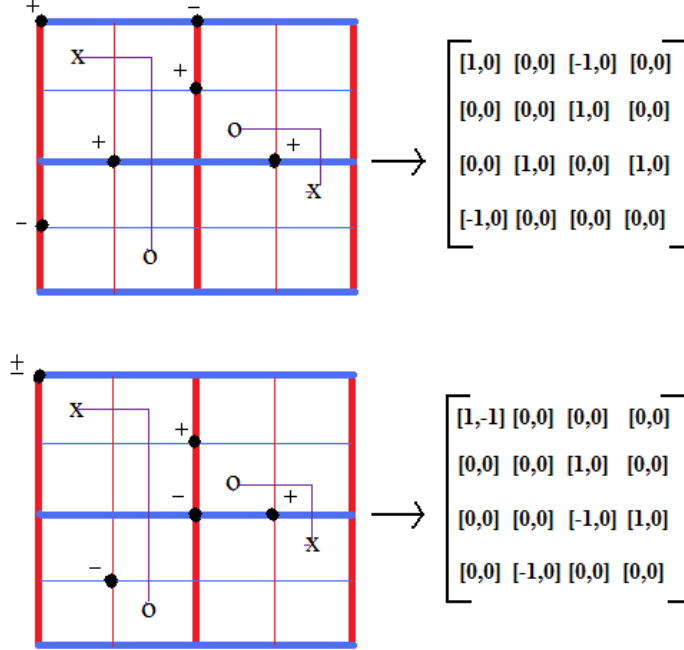 + −
X
+
[1,0] [0,0] [-1,0] [0,0]
[0,0] [0,0] [1,0] [0,0]
O
+ +
[0,0] [1,0] [0,0] [1,0]
X
−
[-1,0] [0,0] [0,0] [0,0]
O
±
X
+
[1,-1] [0,0] [0,0] [0,0]
[0,0] [0,0] [1,0] [0,0]
O
− +
[0,0] [0,0] [-1,0] [1,0]
X
−
[0,0] [-1,0] [0,0] [0,0]
O